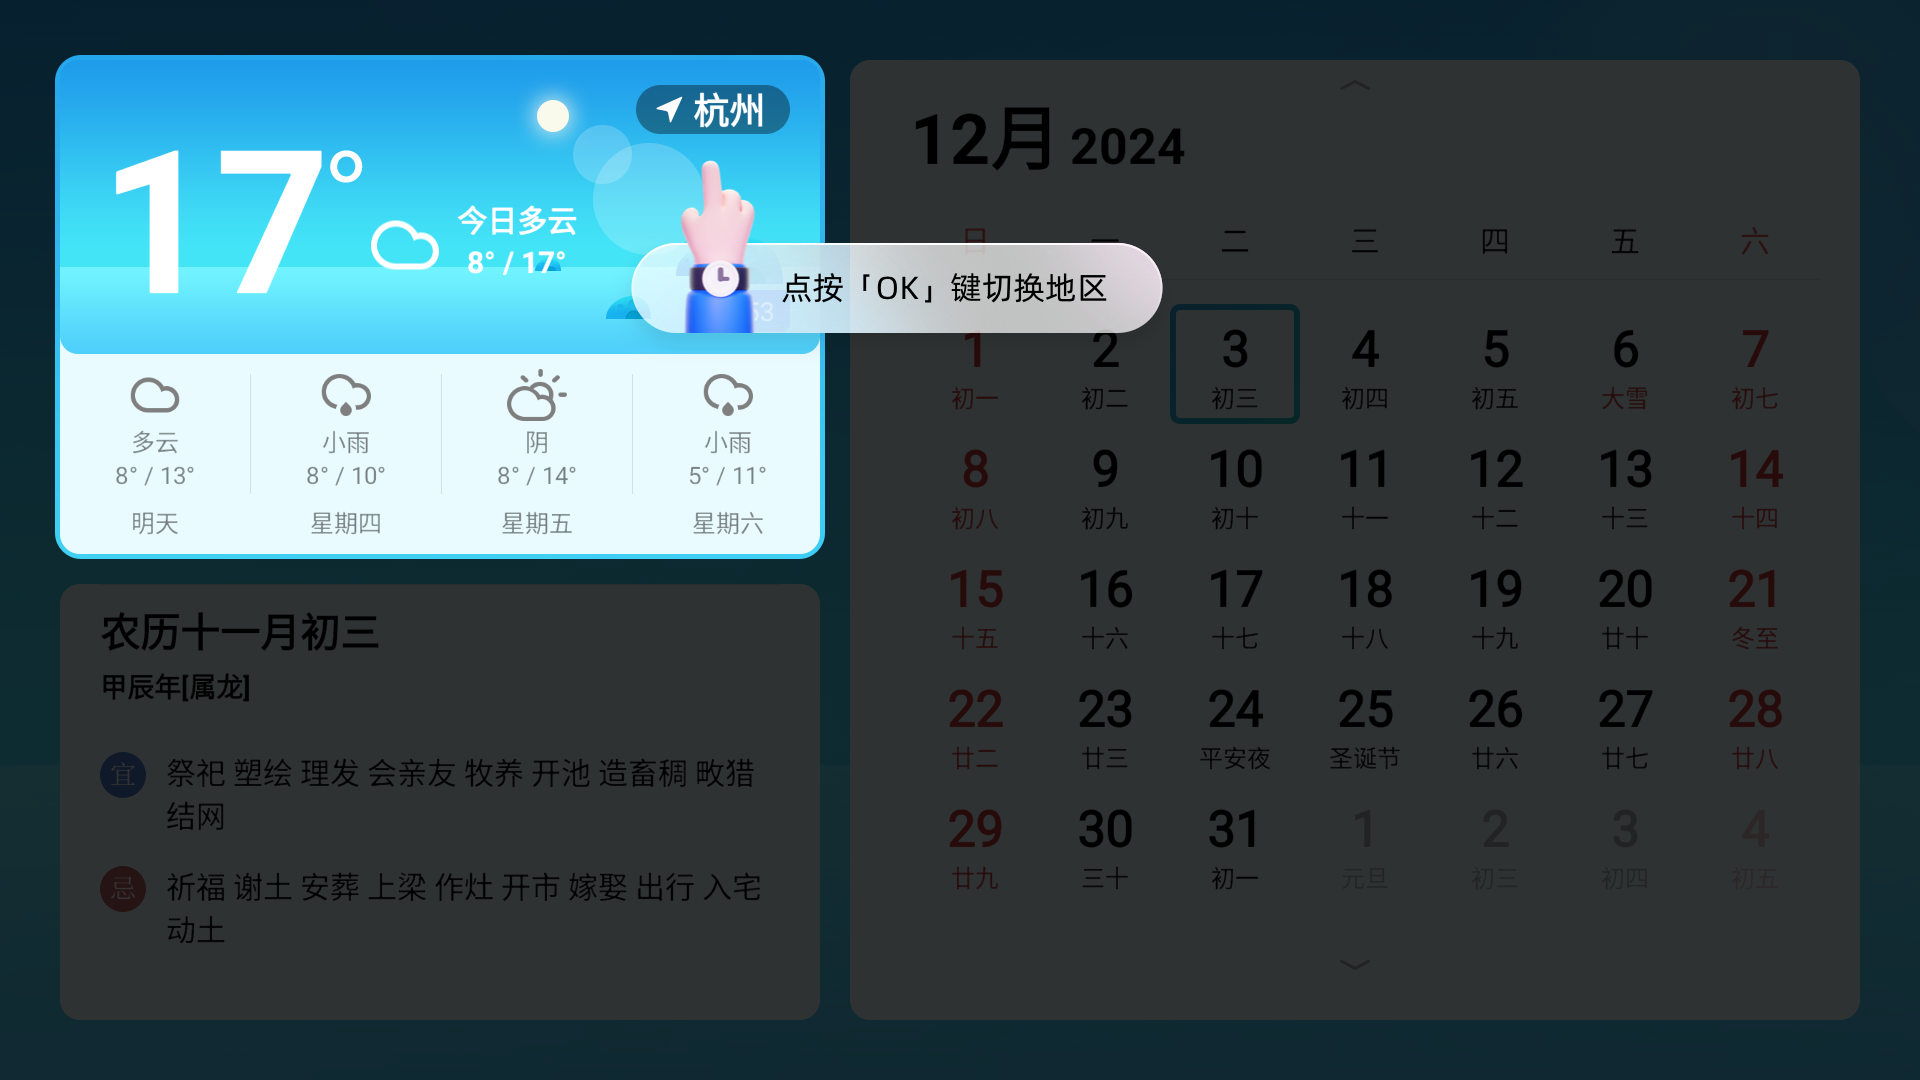 杭州
17°
今日多云
8° / 17°
点按「OK」键切换地区
53
多云
8° / 13°
明天
小雨
8° / 10°
星期四
阴
8° / 14°
星期五
小雨
5° / 11°
星期六
农历十一月初三
甲辰年[属龙]
宜
祭祀 塑绘 理发 会亲友 牧养 开池 造畜稠 畋猎
结网
忌
祈福 谢土 安葬 上梁 作灶 开市 嫁娶 出行 入宅
动土
12月 2024
日 一 二 三 四 五 六
1 2 3 4 5 6 7
初一 初二 初三 初四 初五 大雪 初七
8 9 10 11 12 13 14
初八 初九 初十 十一 十二 十三 十四
15 16 17 18 19 20 21
十五 十六 十七 十八 十九 廿十 冬至
22 23 24 25 26 27 28
廿二 廿三 平安夜 圣诞节 廿六 廿七 廿八
29 30 31 1 2 3 4
廿九 三十 初一 元旦 初三 初四 初五